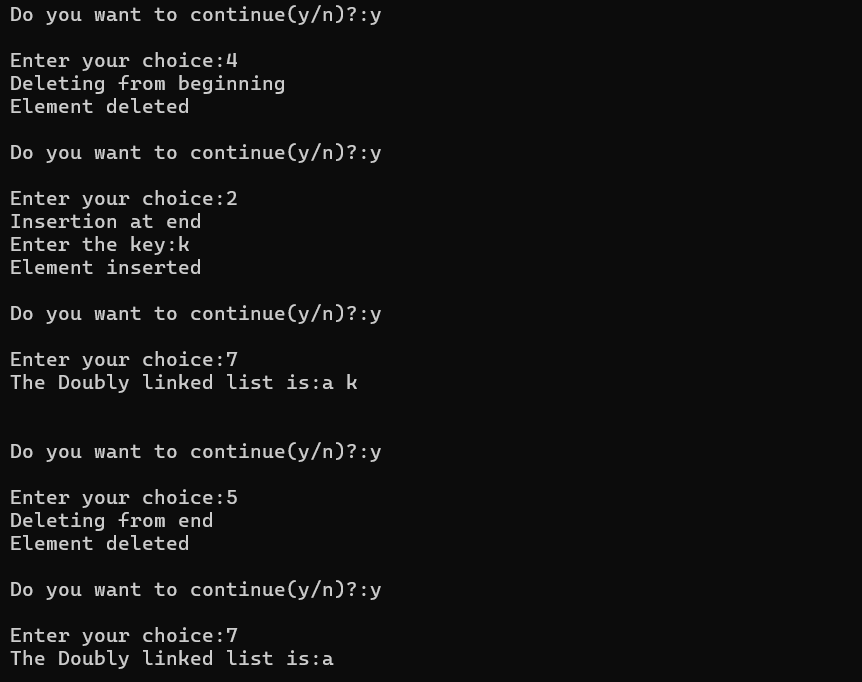 Do you want to continue(y/n)?:y
Enter your choice:4
Deleting from beginning
Element deleted
Do you want to continue(y/n)?:y
Enter your choice:2
Insertion at end
Enter the key:k
Element inserted
Do you want to continue(y/n)?:y
Enter your choice:7
The Doubly linked list is:a k
Do you want to continue(y/n)?:y
Enter your choice:5
Deleting from end
Element deleted
Do you want to continue(y/n)?:y
Enter your choice:7
The Doubly linked list is:a